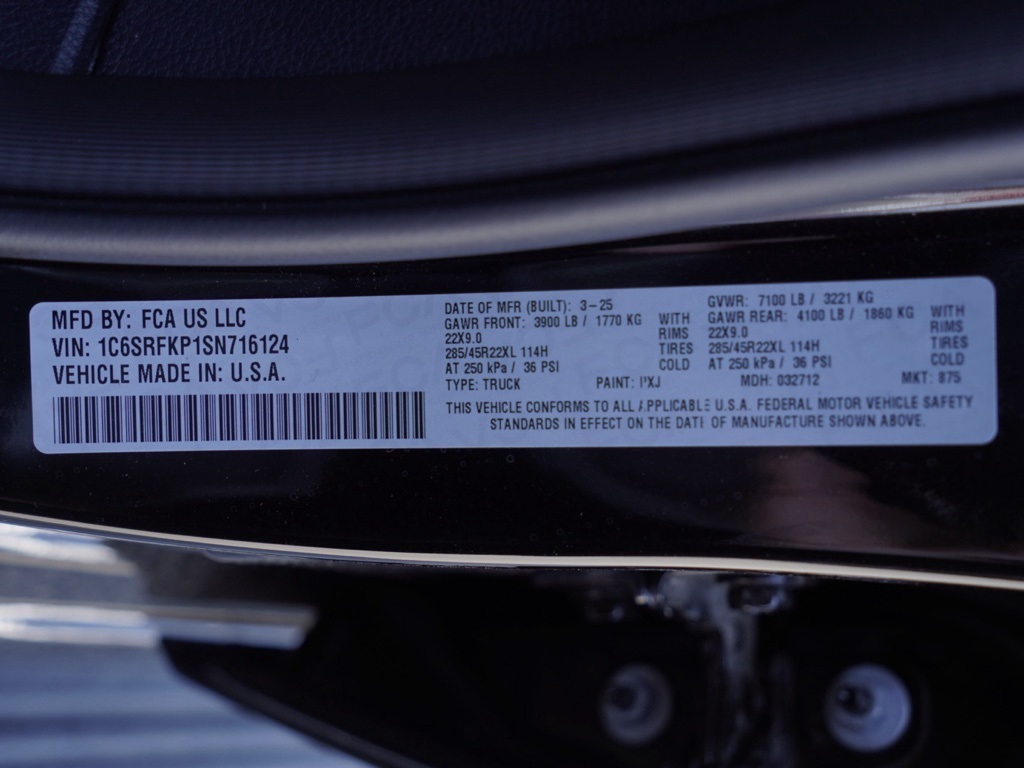 MFD BY: FCA US LLC
VIN: 1C6SRFKP1SN716124
VEHICLE MADE IN: U.S.A.
DATE OF MFR (BUILT): 3-25 GVWR: 7100 LB / 3221 KG
GAWR FRONT: 3900 LB / 1770 KG WITH GAWR REAR: 4100 LB / 1860 KG WITH
22X9.0 RIMS 22X9.0 RIMS
285/45R22XL 114H TIRES 285/45R22XL 114H TIRES
AT 250 kPa / 36 PSI COLD AT 250 kPa / 36 PSI COLD
TYPE: TRUCK PAINT: PXJ MDH: 032712 MKT: 875
THIS VEHICLE CONFORMS TO ALL APPLICABLE U.S.A. FEDERAL MOTOR VEHICLE SAFETY
STANDARDS IN EFFECT ON THE DATE OF MANUFACTURE SHOWN ABOVE.